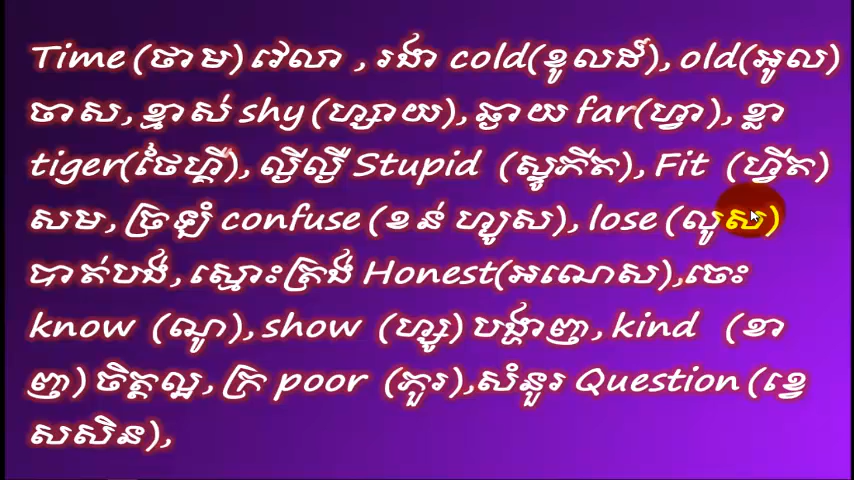 Time (ថាម) វេលា , រងា cold(ខូលដ៍), old(អូល)
ចាស, ខ្មាស់ shy (ហ្សាយ), ឆ្ងាយ far(ហ្វា), ខ្លា
tiger(ថៃហ្គឺ), ល្ងីល្ងឺ Stupid (ស្ទូភីត), Fit (ហ្វីត)
សម, ច្រឡំ confuse (ខន់ ហ្យូស), lose (លូស)
បាត់បង់, ស្មោះត្រង់ Honest(អណេស),ចេះ
know (ណូ), show (ហ្សូ) បង្ហាញ, kind (ខា
ញ) ចិត្តល្អ, ក្រ poor (ភួរ),សំនួរ Question (ខ្វេ
សសិន),